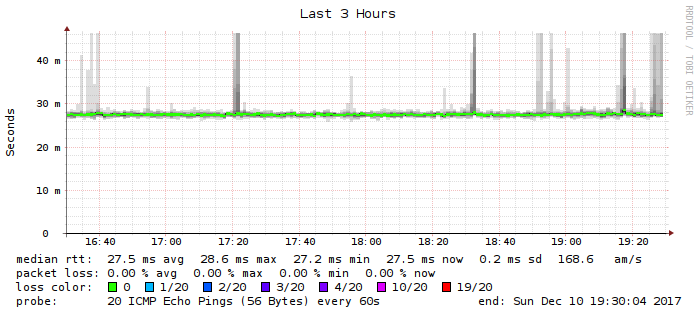 Last 3 Hours
RRDTOOL / TOBI OETIKER
Seconds
40 m
30 m
20 m
10 m
0
16:40 17:00 17:20 17:40 18:00 18:20 18:40 19:00 19:20
median rtt: 27.5 ms avg 28.6 ms max 27.2 ms min 27.5 ms now 0.2 ms sd 168.6 am/s
packet loss: 0.00 % avg 0.00 % max 0.00 % min 0.00 % now
loss color: 0 1/20 2/20 3/20 4/20 10/20 19/20
probe: 20 ICMP Echo Pings (56 Bytes) every 60s end: Sun Dec 10 19:30:04 2017